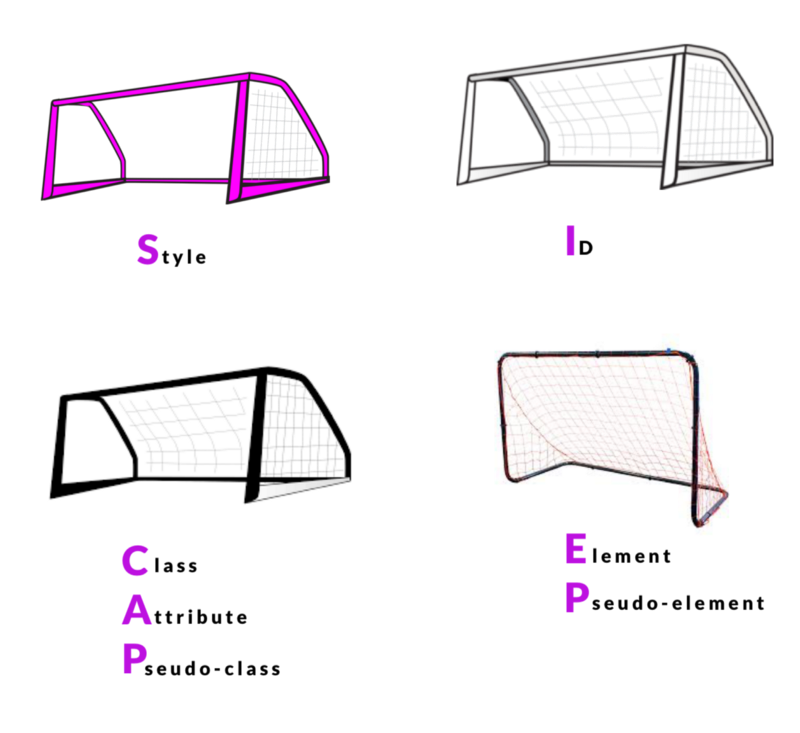 Style
ID
Class
Attribute
Pseudo-class
Element
Pseudo-element